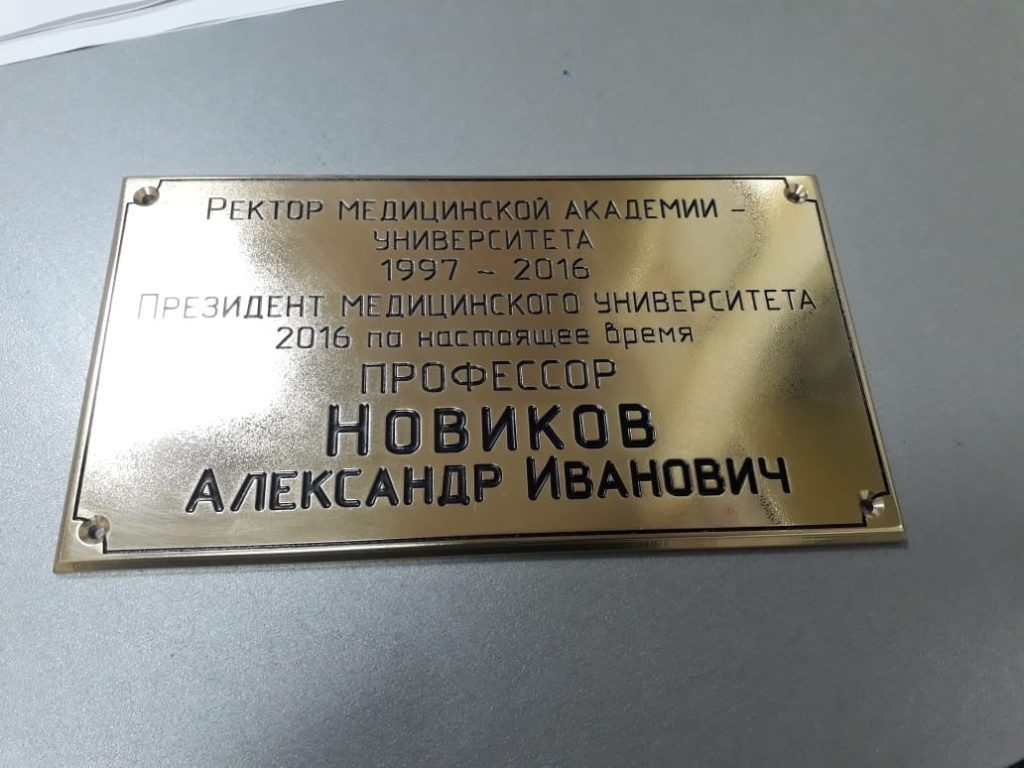 РЕКТОР МЕДИЦИНСКОЙ АКАДЕМИИ –
УНИВЕРСИТЕТА
1997 - 2016
ПРЕЗИДЕНТ МЕДИЦИНСКОГО УНИВЕРСИТЕТА
2016 по настоящее время
ПРОФЕССОР
НОВИКОВ
АЛЕКСАНДР ИВАНОВИЧ